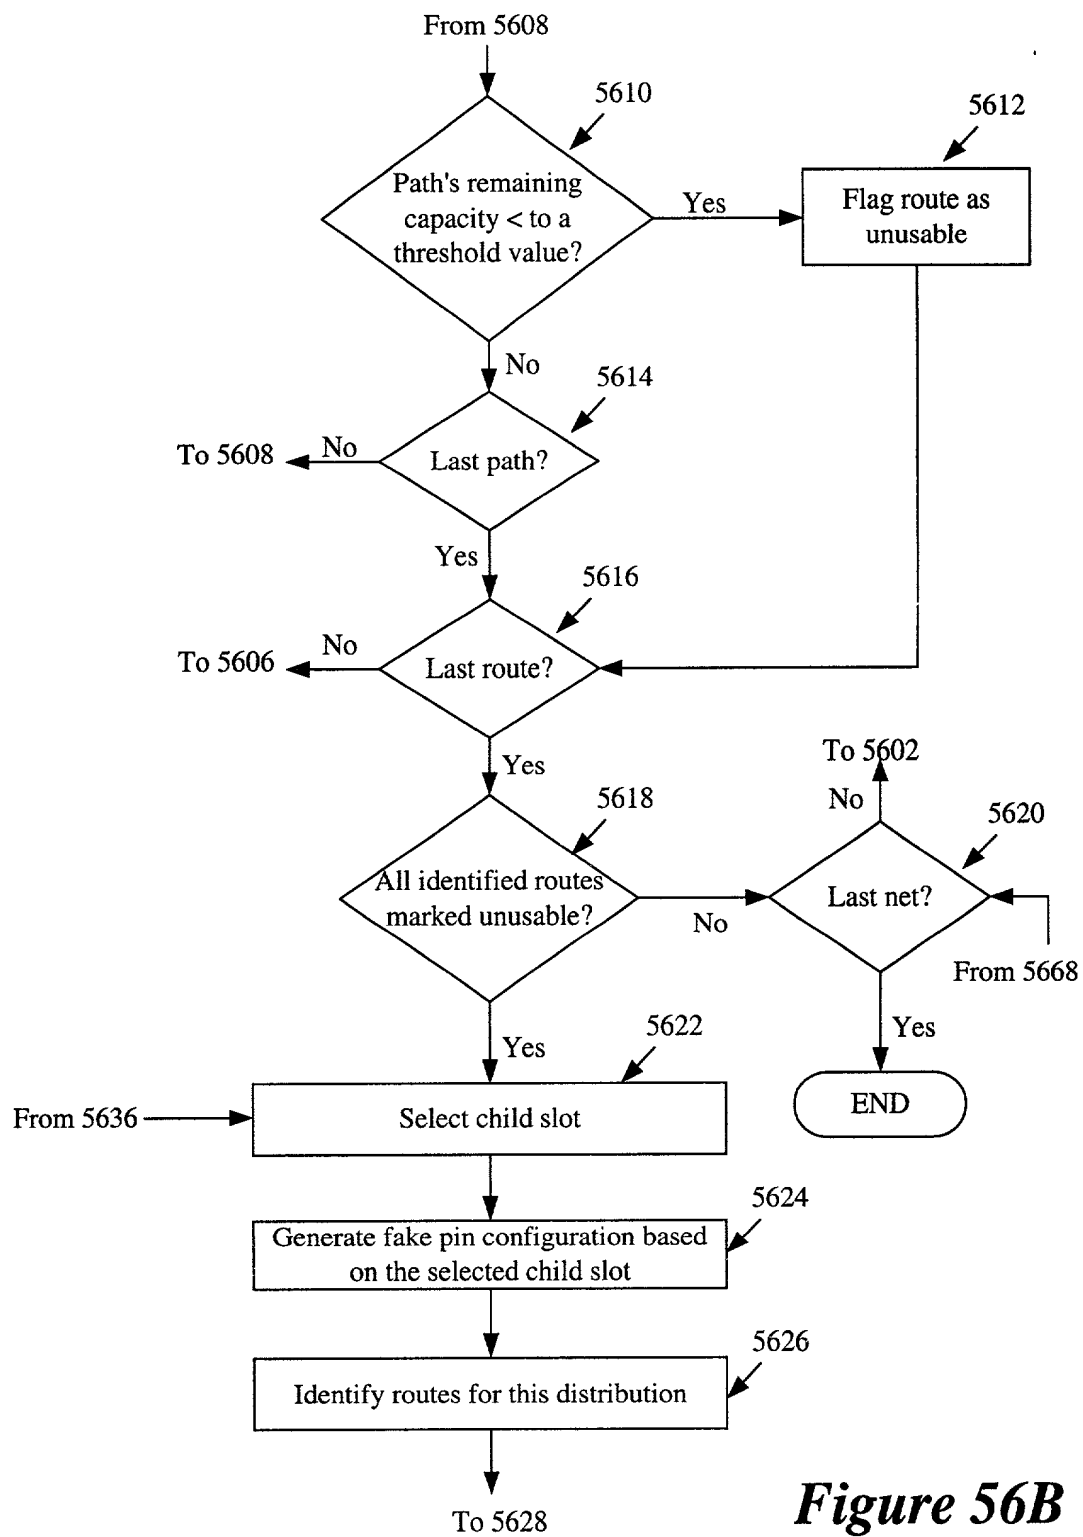 From 5608
5610
5612
Path's remaining
capacity < to a
threshold value?
Yes
Flag route as
unusable
No
5614
To 5608
No
Last path?
Yes
5616
To 5606
No
Last route?
Yes
To 5602
No
5618
5620
All identified routes
marked unusable?
No
Last net?
From 5668
Yes
5622
Yes
END
From 5636
Select child slot
5624
Generate fake pin configuration based
on the selected child slot
5626
Identify routes for this distribution
To 5628
Figure 56B